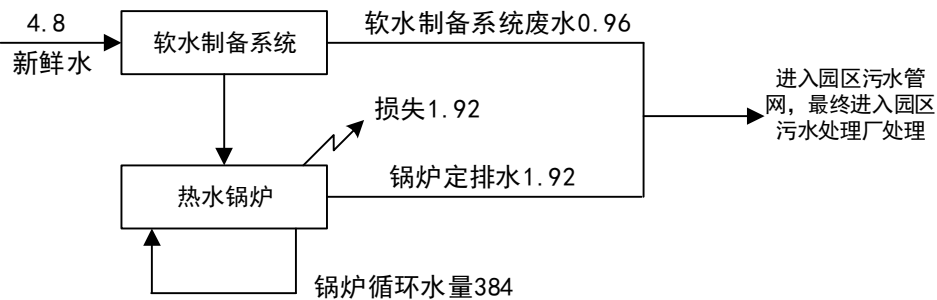 4.8
新鲜水
软水制备系统
软水制备系统废水0.96
损失1.92
进入园区污水管
网，最终进入园区
污水处理厂处理
热水锅炉
锅炉定排水1.92
锅炉循环水量384